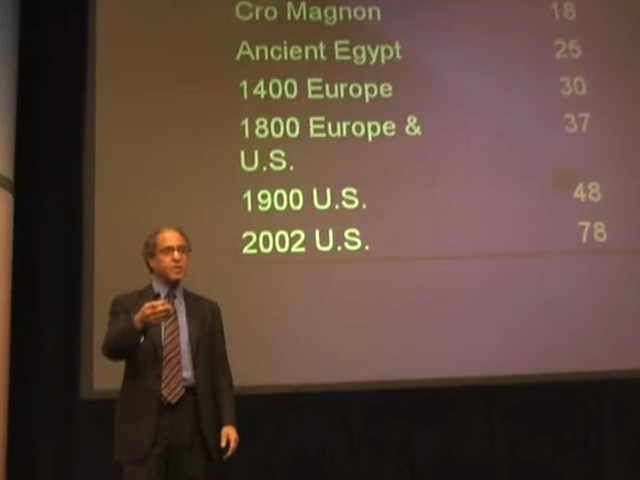 Cro Magnon 18
Ancient Egypt 25
1400 Europe 30
1800 Europe & 37
U.S.
1900 U.S. 48
2002 U.S. 78